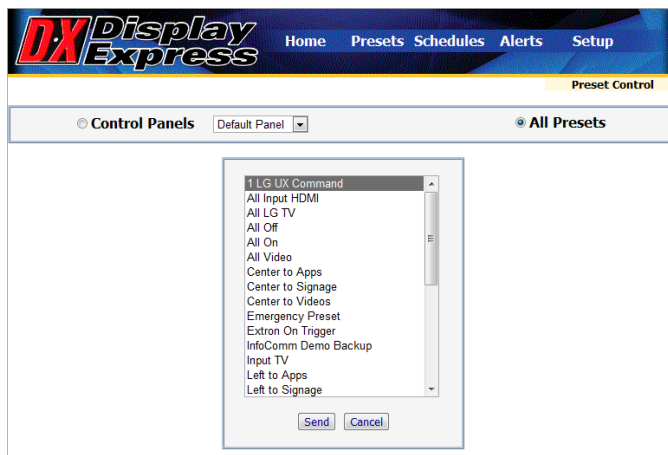 DX Display Express
Home Presets Schedules Alerts Setup
Preset Control
Control Panels Default Panel All Presets
1 LG UX Command
All Input HDMI
All LG TV
All Off
All On
All Video
Center to Apps
Center to Signage
Center to Videos
Emergency Preset
Extron On Trigger
InfoComm Demo Backup
Input TV
Left to Apps
Left to Signage
Send Cancel